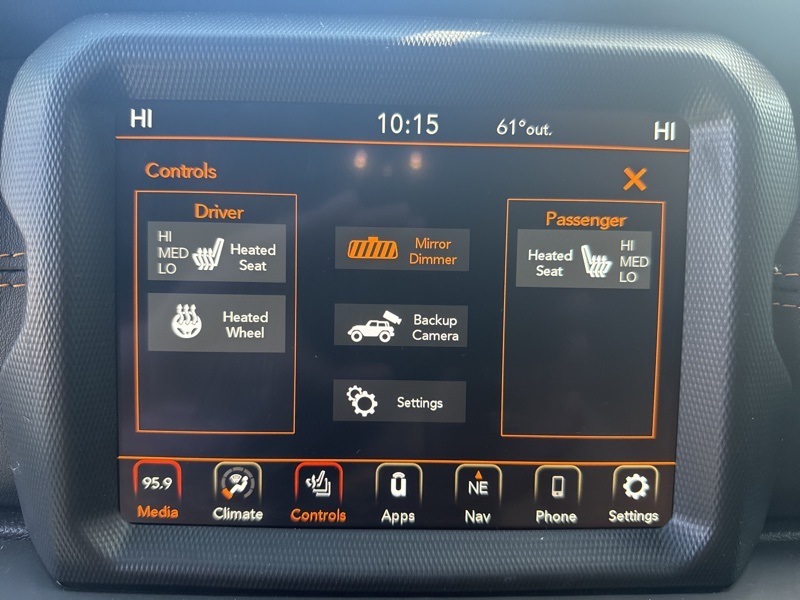 HI 10:15 61°out. HI
Controls
Driver
HI
MED
LO
Heated
Seat
Heated
Wheel
Mirror
Dimmer
Backup
Camera
Settings
Passenger
Heated
Seat
HI
MED
LO
95.9
Media
Climate
Controls
Apps
NE
Nav
Phone
Settings